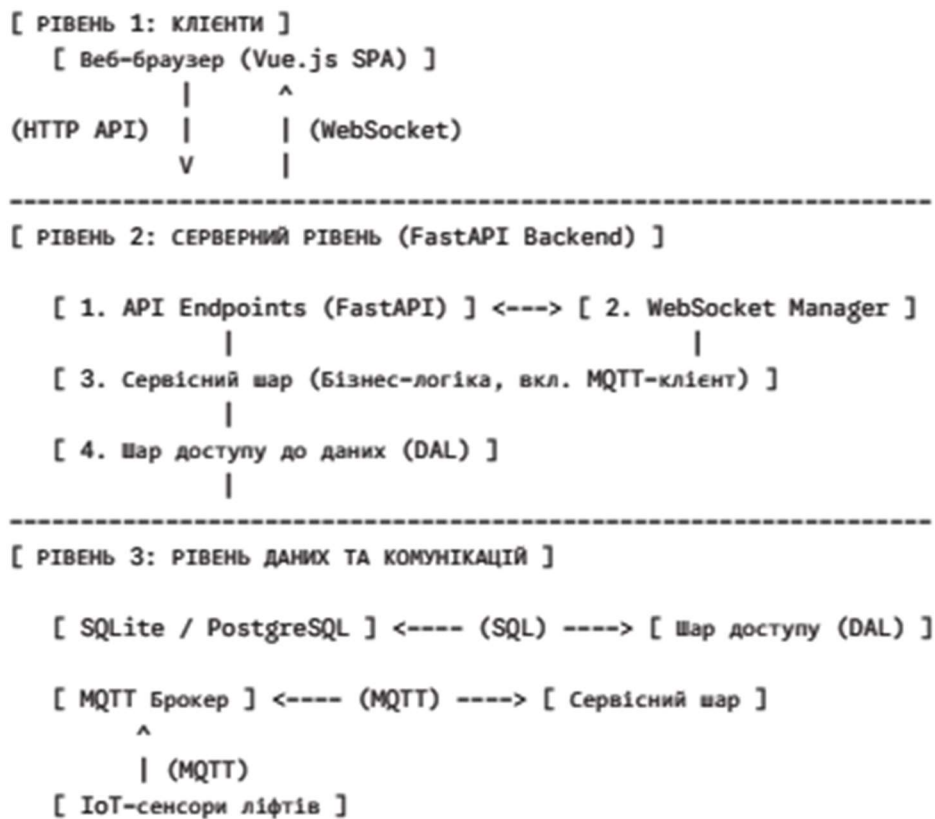 [ РІВЕНЬ 1: КЛІЄНТИ ]
[ Веб-браузер (Vue.js SPA) ]
| ^
(HTTP API) | | (WebSocket)
V |
-----------------------------------------------------------------
[ РІВЕНЬ 2: СЕРВЕРНИЙ РІВЕНЬ (FastAPI Backend) ]
[ 1. API Endpoints (FastAPI) ] <---> [ 2. WebSocket Manager ]
| |
[ 3. Сервісний шар (Бізнес-логіка, вкл. MQTT-клієнт) ]
|
[ 4. Шар доступу до даних (DAL) ]
|
-----------------------------------------------------------------
[ РІВЕНЬ 3: РІВЕНЬ ДАНИХ ТА КОМУНІКАЦІЙ ]
[ SQLite / PostgreSQL ] <---- (SQL) ----> [ Шар доступу (DAL) ]
[ MQTT Брокер ] <---- (MQTT) ----> [ Сервісний шар ]
^
| (MQTT)
[ IoT-сенсори ліфтів ]